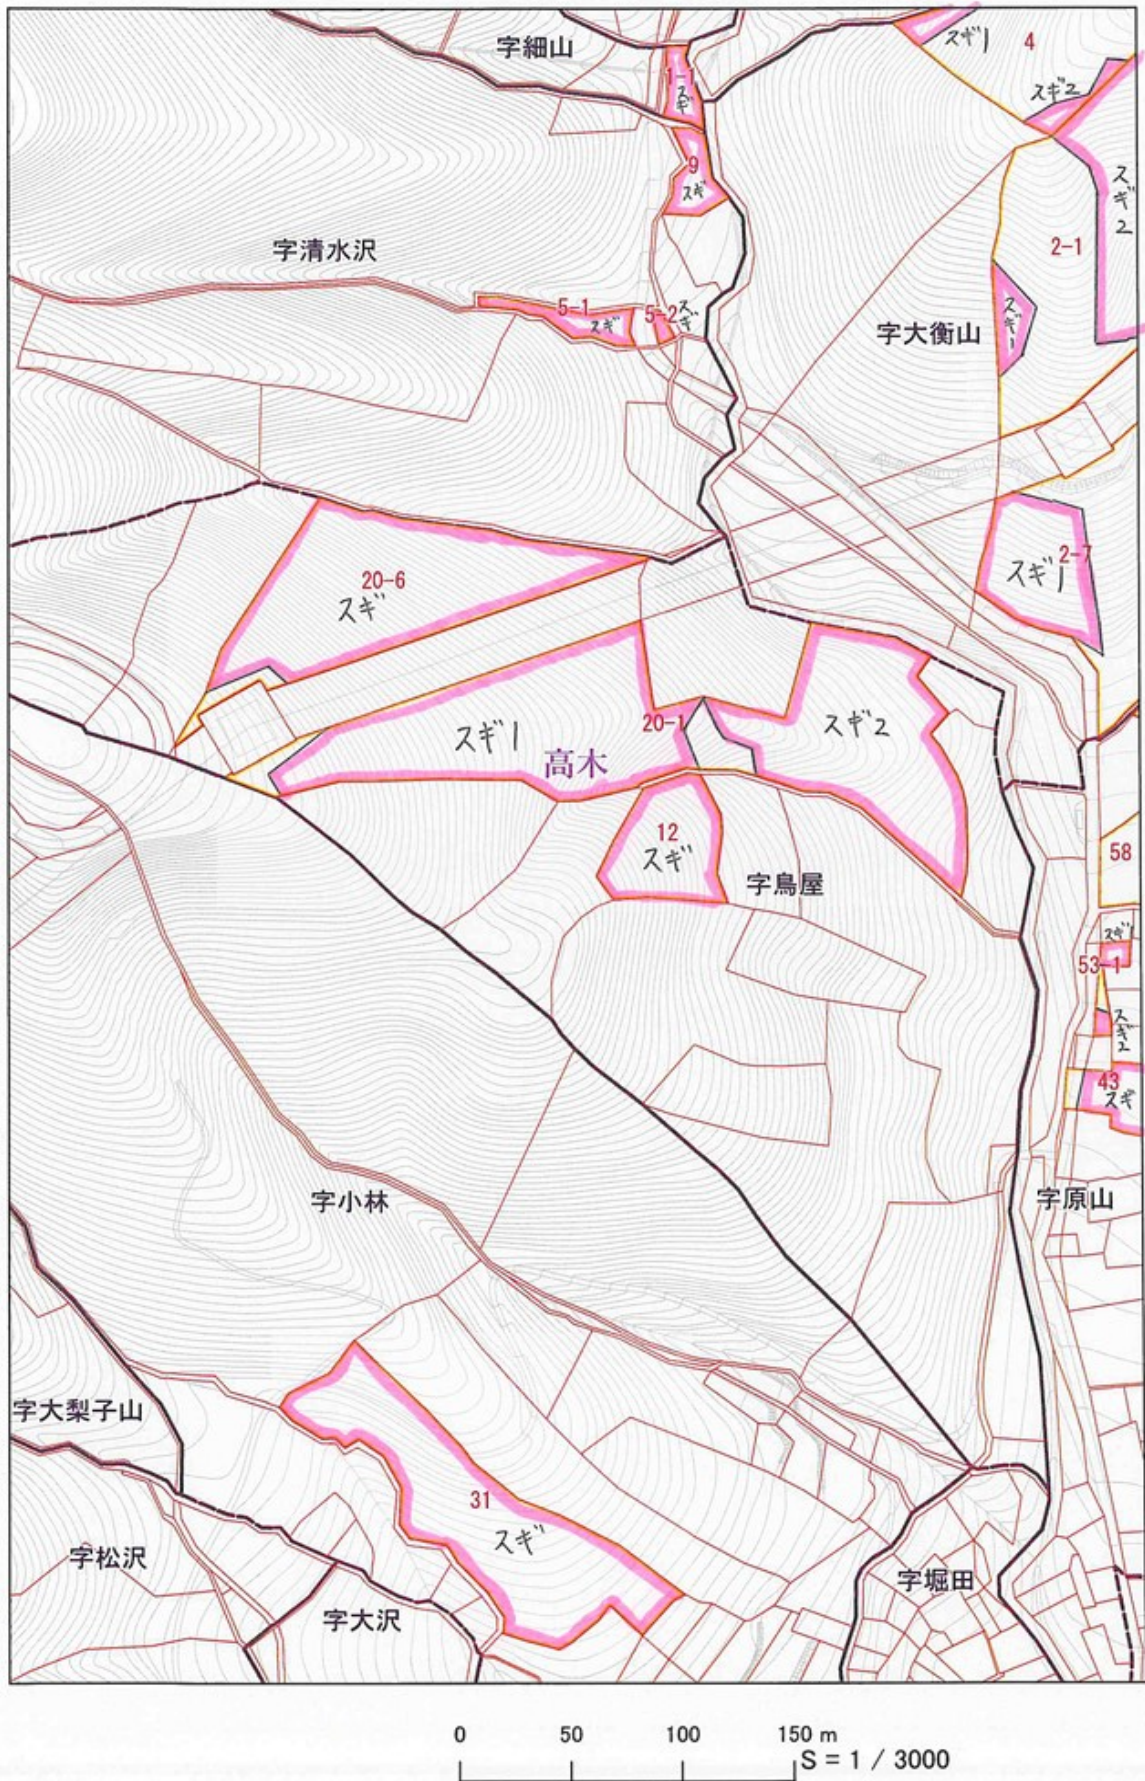 字細山
スギ1
4
1-1
スギ
スギ2
9
スギ
スギ2
字清水沢
2-1
5-1
スギ
5-2
スギ
字大衡山
スギ1
20-6
スギ
スギ1
2-7
スギ1
高木
20-1
スギ2
12
スギ
字鳥屋
58
スギ1
53-1
スギ2
43
スギ
字小林
字原山
字大梨子山
31
スギ
字松沢
字大沢
字堀田
0 50 100 150 m
S = 1 / 3000